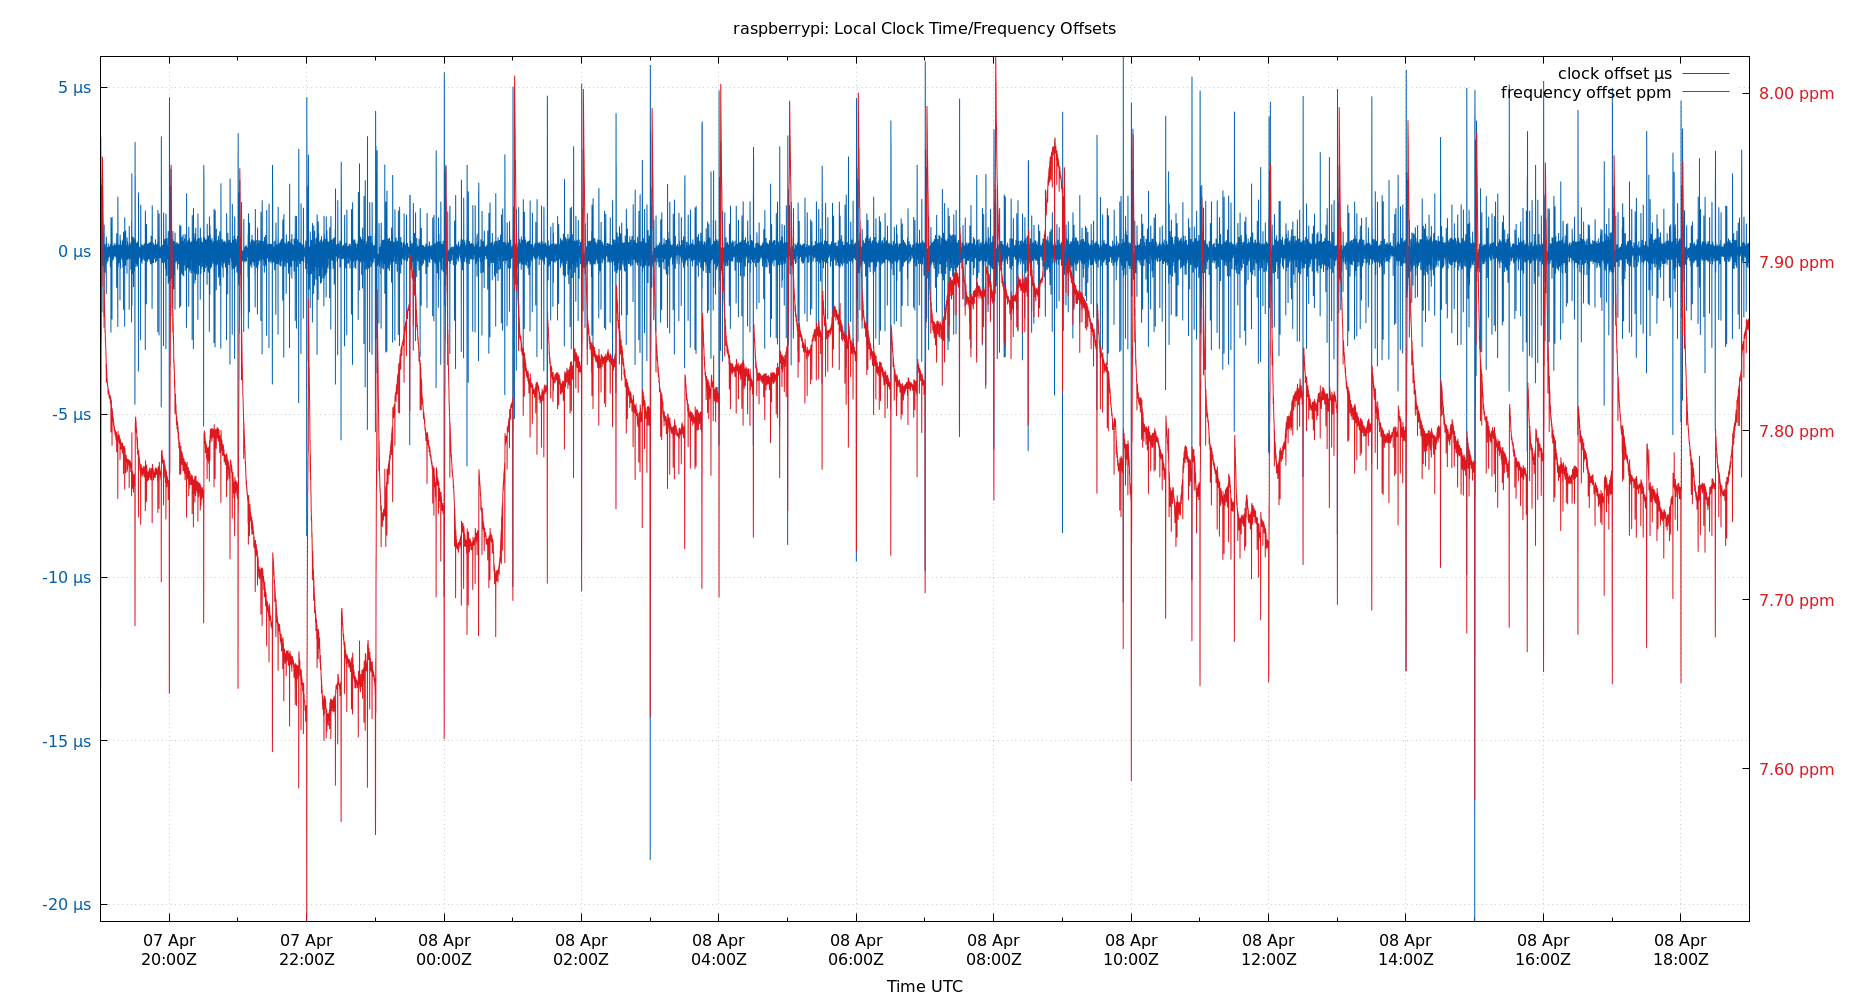 raspberrypi: Local Clock Time/Frequency Offsets
clock offset µs
frequency offset ppm
5 µs
0 µs
-5 µs
-10 µs
-15 µs
-20 µs
8.00 ppm
7.90 ppm
7.80 ppm
7.70 ppm
7.60 ppm
07 Apr 07 Apr 08 Apr 08 Apr 08 Apr 08 Apr 08 Apr 08 Apr 08 Apr 08 Apr 08 Apr 08 Apr
20:00Z 22:00Z 00:00Z 02:00Z 04:00Z 06:00Z 08:00Z 10:00Z 12:00Z 14:00Z 16:00Z 18:00Z
Time UTC